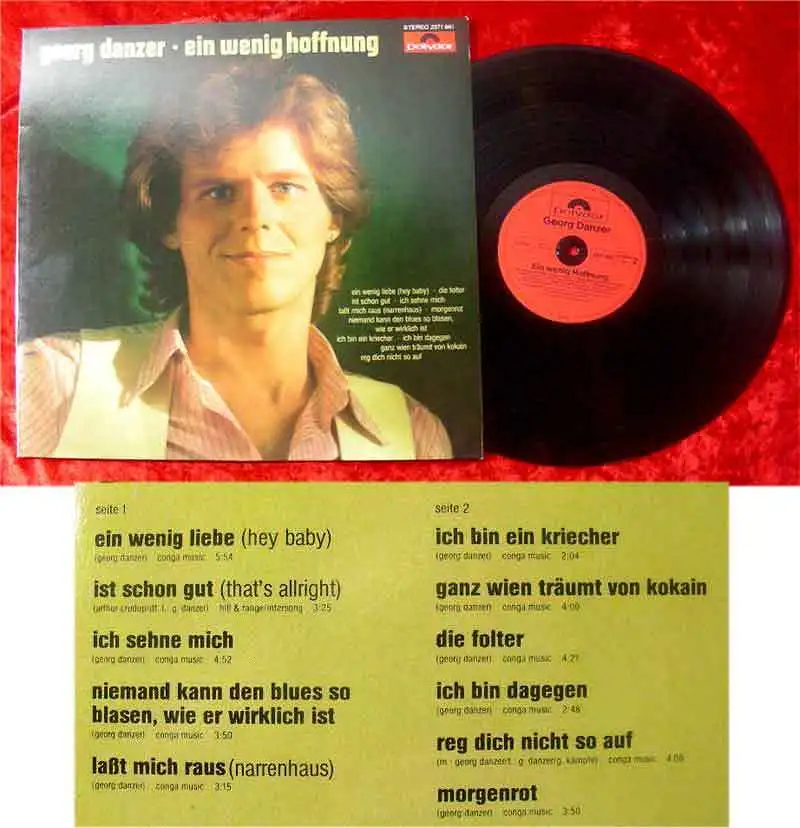 georg danzer · ein wenig hoffnung
STEREO 2371 841
Polydor
ein wenig liebe (hey baby) · die folter
ist schon gut · ich sehne mich
laßt mich raus (narrenhaus) · morgenrot
niemand kann den blues so blasen,
wie er wirklich ist
ich bin ein kriecher · ich bin dagegen
ganz wien träumt von kokain
reg dich nicht so auf
Polydor
Georg Danzer
Ein wenig Hoffnung
seite 1
ein wenig liebe (hey baby)
(georg danzer) conga music 5:54
ist schon gut (that's allright)
(arthur crudup/dt. t. g. danzer) hill & range/intersong 3:25
ich sehne mich
(georg danzer) conga music 4:52
niemand kann den blues so
blasen, wie er wirklich ist
(georg danzer) conga music 3:50
laßt mich raus (narrenhaus)
(georg danzer) conga music 3:15
seite 2
ich bin ein kriecher
(georg danzer) conga music 2:04
ganz wien träumt von kokain
(georg danzer) conga music 4:00
die folter
(georg danzer) conga music 4:21
ich bin dagegen
(georg danzer) conga music 2:48
reg dich nicht so auf
(m · georg danzer/t. g. danzer/g. kämpfe) conga music 4:06
morgenrot
(georg danzer) conga music 3:50